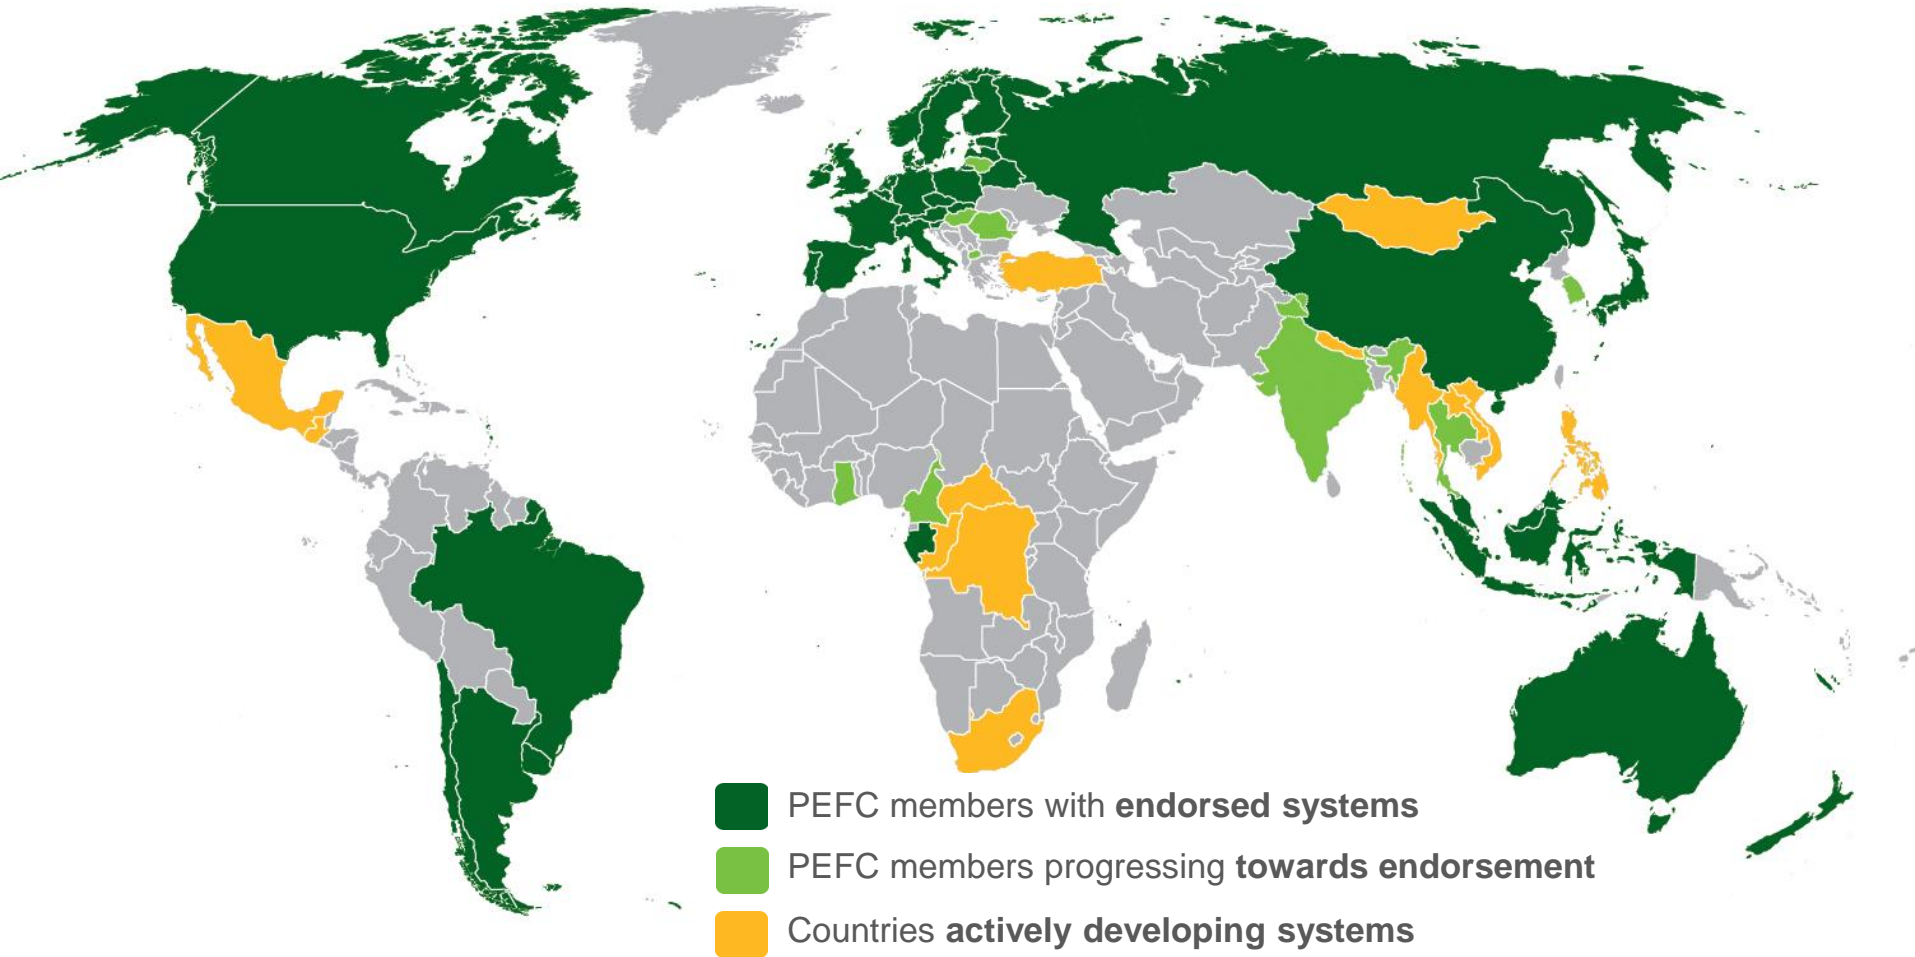 PEFC members with endorsed systems
PEFC members progressing towards endorsement
Countries actively developing systems